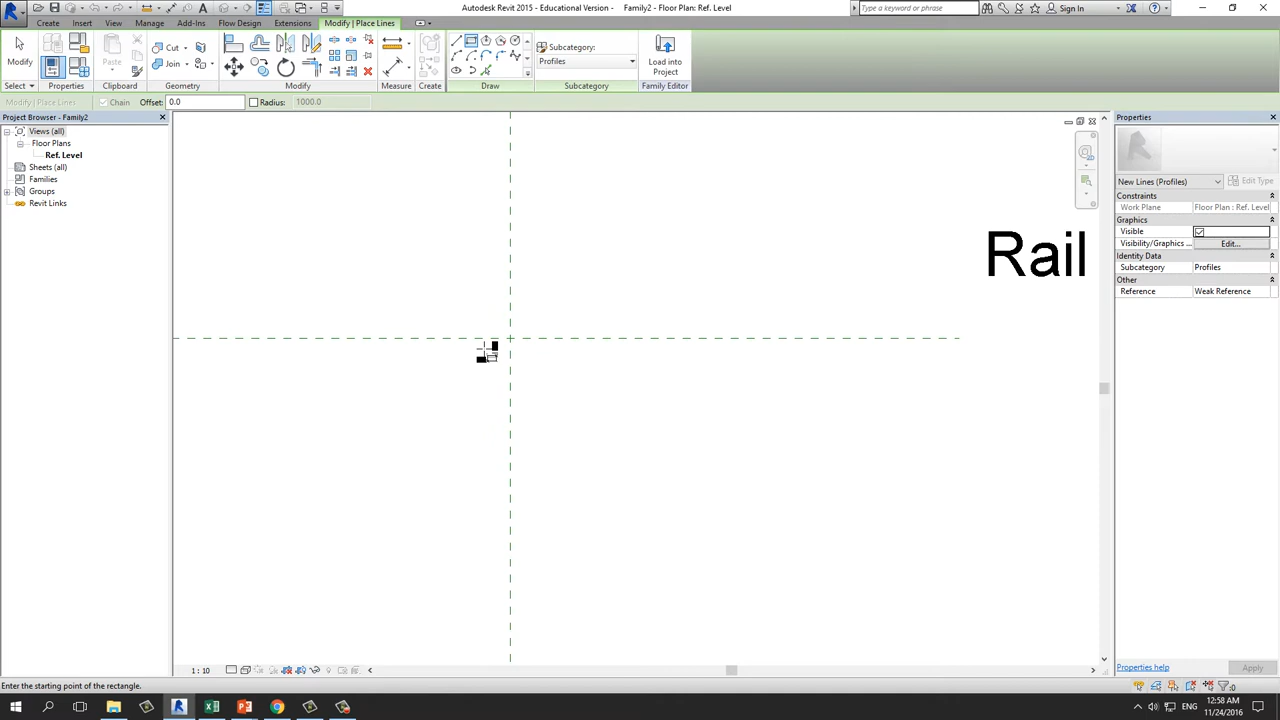 Autodesk Revit 2015 - Educational Version - Family2 - Floor Plan: Ref. Level
Type a keyword or phrase
Sign In
Create Insert View Manage Add-Ins Flow Design Extensions Modify | Place Lines
Modify
Paste
Cut
Join
Load into
Project
Subcategory:
Profiles
Select Properties Clipboard Geometry Modify Measure Create Draw Subcategory Family Editor
Modify | Place Lines
Chain Offset: 0.0 Radius: 1000.0
Project Browser - Family2
Views (all)
Floor Plans
Ref. Level
Sheets (all)
Families
Groups
Revit Links
Rail
Properties
New Lines (Profiles) Edit Type
Constraints
Work Plane Floor Plan : Ref. Level
Graphics
Visible
Visibility/Graphics ... Edit...
Identity Data
Subcategory Profiles
Other
Reference Weak Reference
Properties help Apply
1 : 10
Enter the starting point of the rectangle.
:0
12:58 AM
11/24/2016